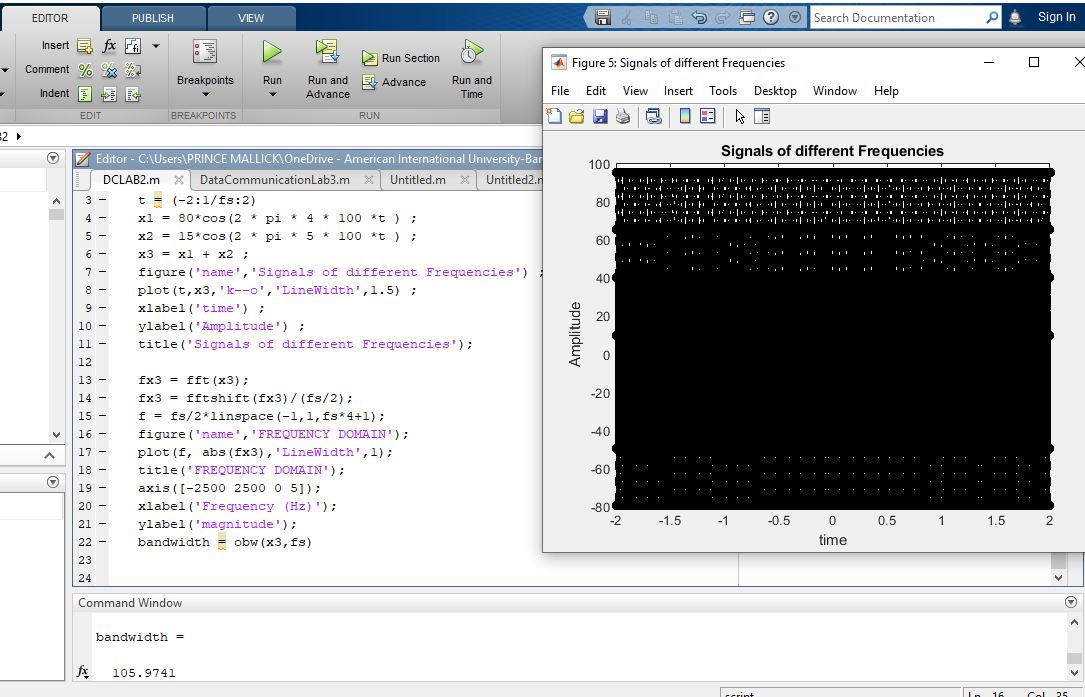 EDITOR PUBLISH VIEW Search Documentation Sign In
Insert fx
Comment
Indent
Breakpoints
Run
Run and Advance
Run Section
Advance
Run and Time
EDIT BREAKPOINTS RUN
Editor - C:\Users\PRINCE MALLICK\OneDrive - American International University-Ban
DCLAB2.m DataCommunicationLab3.m Untitled.m Untitled2.m
3 - t = (-2:1/fs:2)
4 - x1 = 80*cos(2 * pi * 4 * 100 *t ) ;
5 - x2 = 15*cos(2 * pi * 5 * 100 *t ) ;
6 - x3 = x1 + x2 ;
7 - figure('name','Signals of different Frequencies') ;
8 - plot(t,x3,'k--o','LineWidth',1.5) ;
9 - xlabel('time') ;
10 - ylabel('Amplitude') ;
11 - title('Signals of different Frequencies');
12
13 - fx3 = fft(x3);
14 - fx3 = fftshift(fx3)/(fs/2);
15 - f = fs/2*linspace(-1,1,fs*4+1);
16 - figure('name','FREQUENCY DOMAIN');
17 - plot(f, abs(fx3),'LineWidth',1);
18 - title('FREQUENCY DOMAIN');
19 - axis([-2500 2500 0 5]);
20 - xlabel('Frequency (Hz)');
21 - ylabel('magnitude');
22 - bandwidth = obw(x3,fs)
23
24
Command Window
bandwidth =
fx 105.9741
Figure 5: Signals of different Frequencies
File Edit View Insert Tools Desktop Window Help
Signals of different Frequencies
100
80
60
40
20
0
-20
-40
-60
-80
Amplitude
-2 -1.5 -1 -0.5 0 0.5 1 1.5 2
time